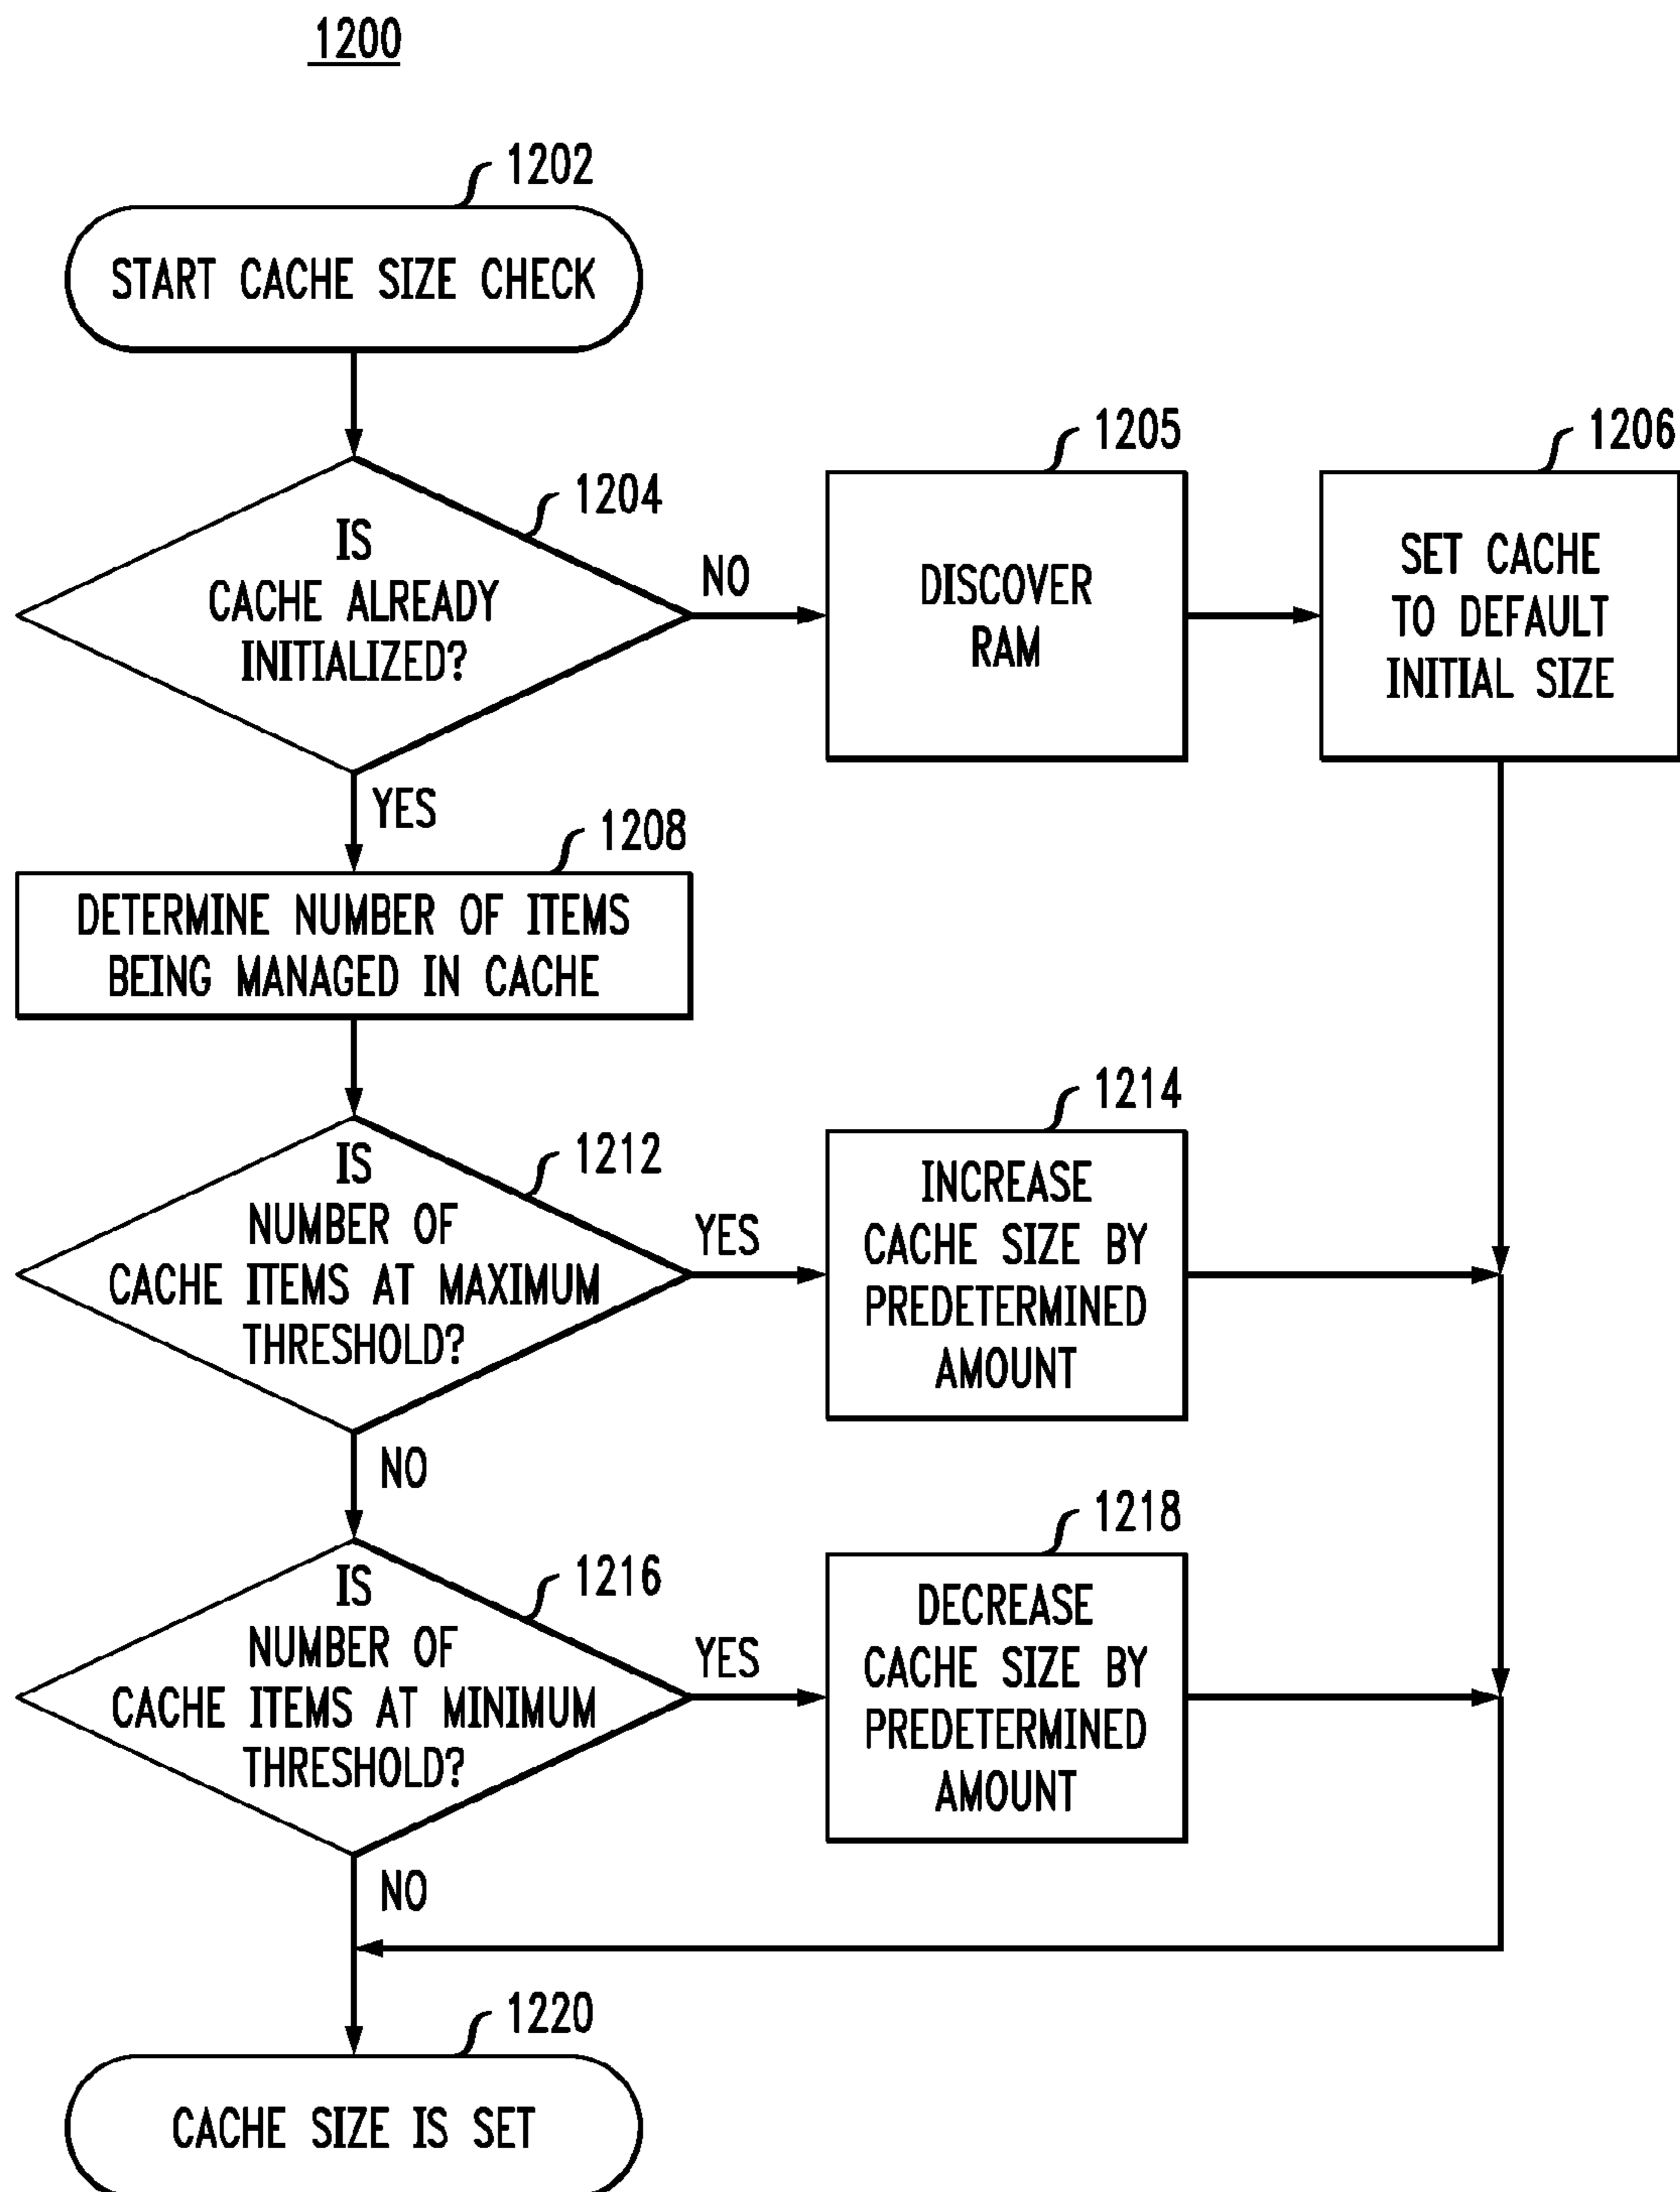 1200
1202
START CACHE SIZE CHECK
1204
IS
CACHE ALREADY
INITIALIZED?
NO
1205
DISCOVER
RAM
1206
SET CACHE
TO DEFAULT
INITIAL SIZE
YES
1208
DETERMINE NUMBER OF ITEMS
BEING MANAGED IN CACHE
1212
IS
NUMBER OF
CACHE ITEMS AT MAXIMUM
THRESHOLD?
YES
1214
INCREASE
CACHE SIZE BY
PREDETERMINED
AMOUNT
NO
1216
IS
NUMBER OF
CACHE ITEMS AT MINIMUM
THRESHOLD?
YES
1218
DECREASE
CACHE SIZE BY
PREDETERMINED
AMOUNT
NO
1220
CACHE SIZE IS SET